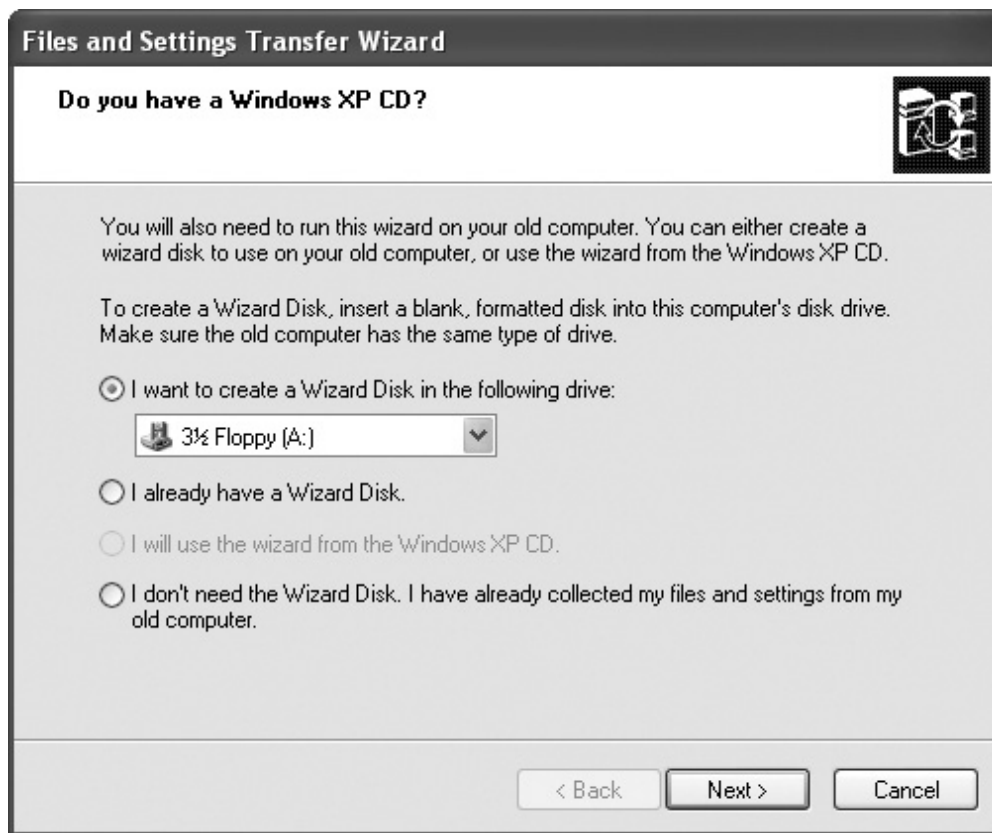 Files and Settings Transfer Wizard
Do you have a Windows XP CD?
You will also need to run this wizard on your old computer. You can either create a
wizard disk to use on your old computer, or use the wizard from the Windows XP CD.
To create a Wizard Disk, insert a blank, formatted disk into this computer's disk drive.
Make sure the old computer has the same type of drive.
I want to create a Wizard Disk in the following drive:
3½ Floppy (A:)
I already have a Wizard Disk.
I will use the wizard from the Windows XP CD.
I don't need the Wizard Disk. I have already collected my files and settings from my
old computer.
< Back Next > Cancel